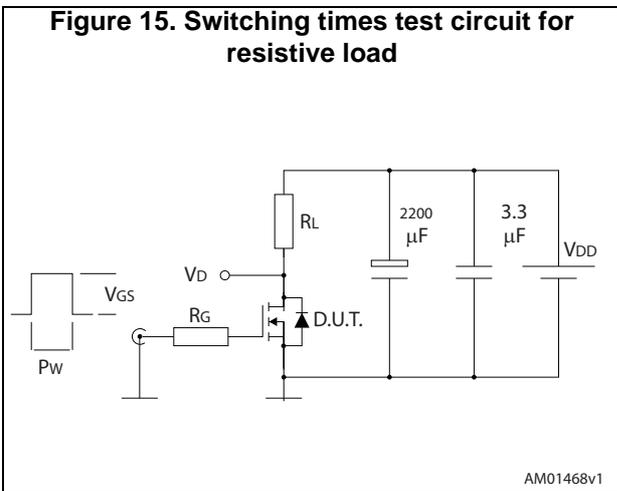 Figure 15. Switching times test circuit for
resistive load
RL
2200
μF
3.3
μF
VDD
VD
VGS
RG
D.U.T.
PW
AM01468v1